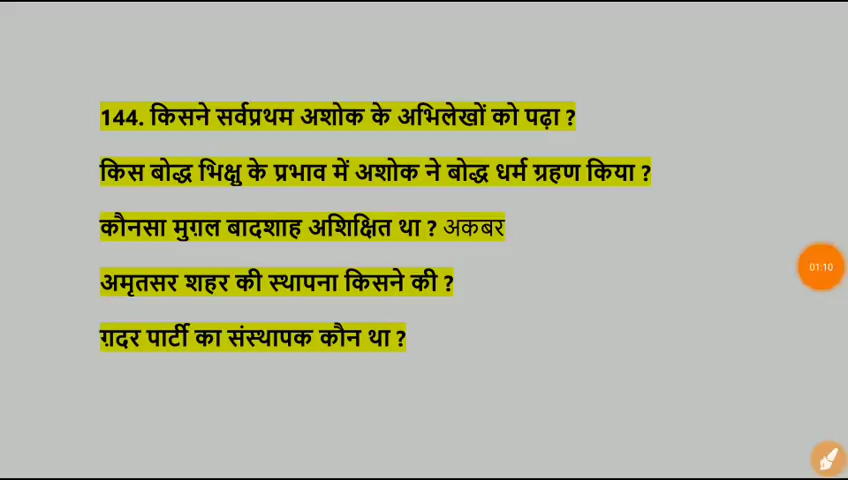 144. किसने सर्वप्रथम अशोक के अभिलेखों को पढ़ा ?
किस बोद्ध भिक्षु के प्रभाव में अशोक ने बोद्ध धर्म ग्रहण किया ?
कौनसा मुग़ल बादशाह अशिक्षित था ? अकबर
अमृतसर शहर की स्थापना किसने की ?
ग़दर पार्टी का संस्थापक कौन था ?
01:10